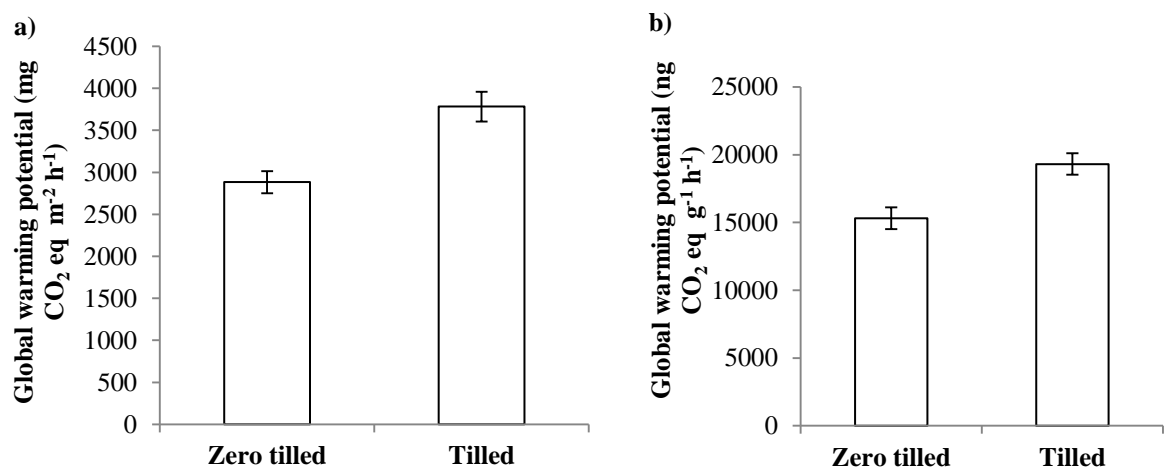 a)
Global warming potential (mg
CO₂ eq m⁻² h⁻¹)
4500
4000
3500
3000
2500
2000
1500
1000
500
0
Zero tilled
Tilled
b)
Global warming potential (ng
CO₂ eq g⁻¹ h⁻¹)
25000
20000
15000
10000
5000
0
Zero tilled
Tilled